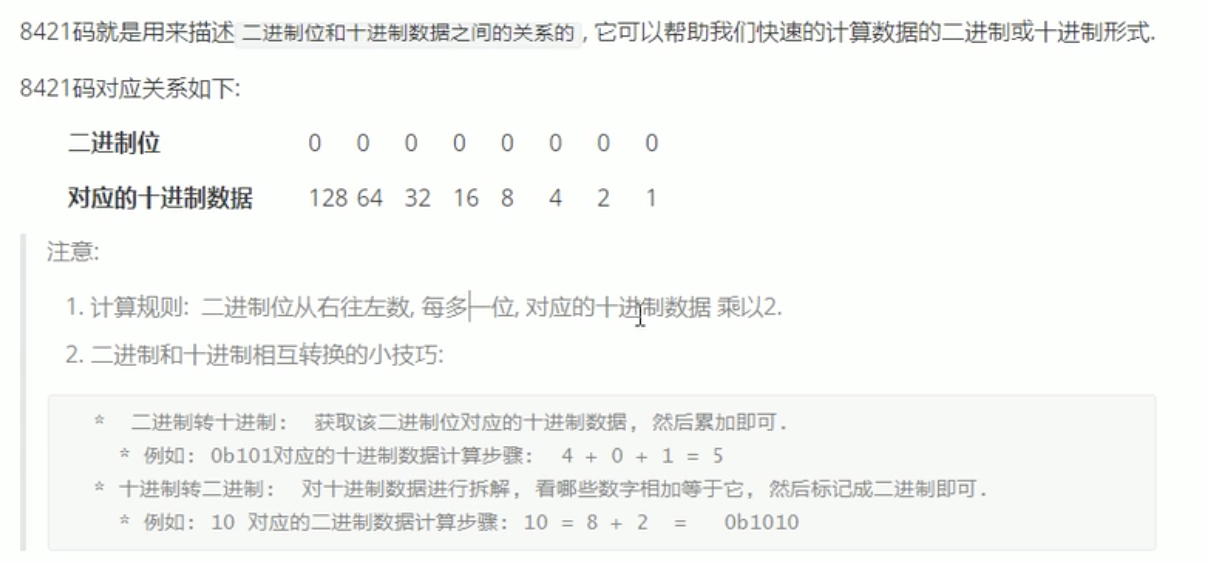 8421码就是用来描述 二进制位和十进制数据之间的关系的 , 它可以帮助我们快速的计算数据的二进制或十进制形式.
8421码对应关系如下:
二进制位 0 0 0 0 0 0 0 0
对应的十进制数据 128 64 32 16 8 4 2 1
注意:
1. 计算规则: 二进制位从右往左数, 每多一位, 对应的十进制数据 乘以2.
2. 二进制和十进制相互转换的小技巧:
* 二进制转十进制: 获取该二进制位对应的十进制数据, 然后累加即可.
* 例如: 0b101对应的十进制数据计算步骤: 4 + 0 + 1 = 5
* 十进制转二进制: 对十进制数据进行拆解, 看哪些数字相加等于它, 然后标记成二进制即可.
* 例如: 10 对应的二进制数据计算步骤: 10 = 8 + 2 = 0b1010